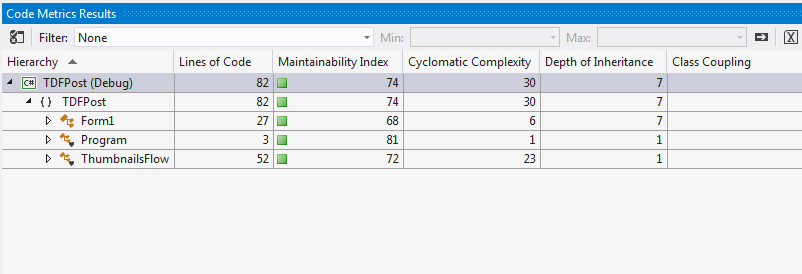 Code Metrics Results
Filter: None Min: Max:
Hierarchy Lines of Code Maintainability Index Cyclomatic Complexity Depth of Inheritance Class Coupling
C# TDFPost (Debug) 82 74 30 7
{ } TDFPost 82 74 30 7
Form1 27 68 6 7
Program 3 81 1 1
ThumbnailsFlow 52 72 23 1